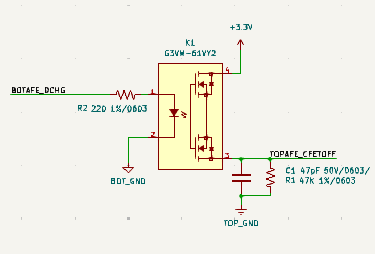 +3.3V
K1
G3VM-61VY2
4
BOTAFE_DCHG
1
R2 220 1%/0603
2
3
TOPAFE_CFETOFF
BOT_GND
C1 47pF 50V/0603/
R1 47k 1%/0603
TOP_GND